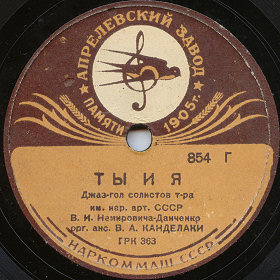 АПРЕЛЕВСКИЙ ЗАВОД
ПАМЯТИ 1905г.
854 Г
ТЫ И Я
Джаз-гол солистов т-ра
им. нар. арт. СССР
В. И. Немировича-Данченко
орг. анс. В. А. КАНДЕЛАКИ
ГРК 363
НАРКОММАШ СССР